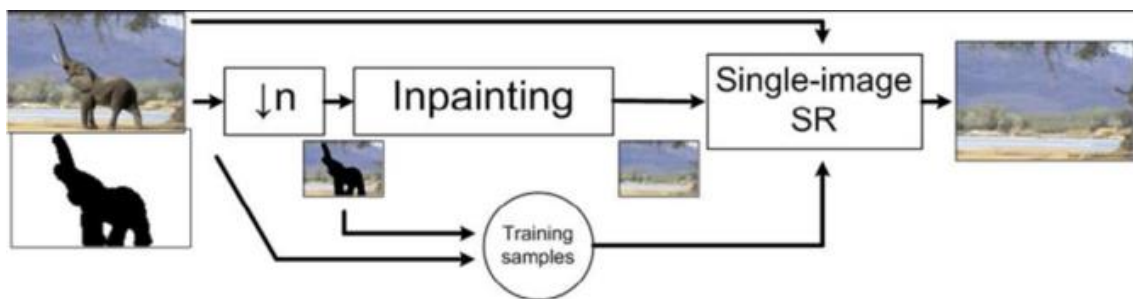 ↓n
Inpainting
Single-image
SR
Training
samples